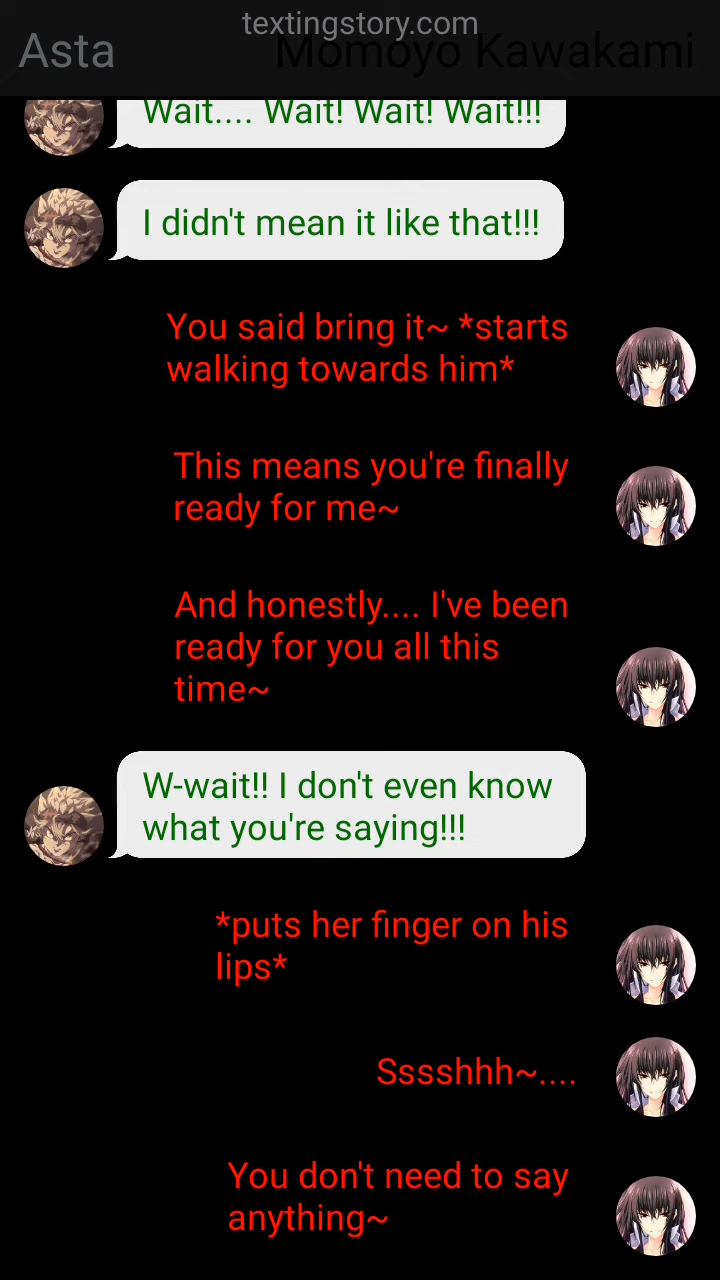 textingstory.com
Asta
Momoyo Kawakami
Wait.... Wait! Wait! Wait!!!
I didn't mean it like that!!!
You said bring it~ *starts
walking towards him*
This means you're finally
ready for me~
And honestly.... I've been
ready for you all this
time~
W-wait!! I don't even know
what you're saying!!!
*puts her finger on his
lips*
Sssshhh~....
You don't need to say
anything~